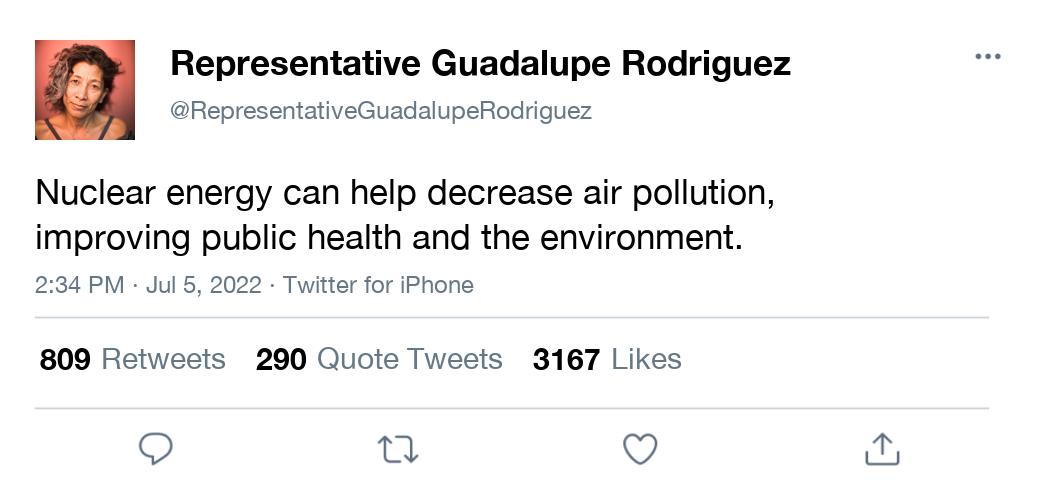 Representative Guadalupe Rodriguez
@RepresentativeGuadalupeRodriguez
Nuclear energy can help decrease air pollution,
improving public health and the environment.
2:34 PM · Jul 5, 2022 · Twitter for iPhone
809 Retweets 290 Quote Tweets 3167 Likes